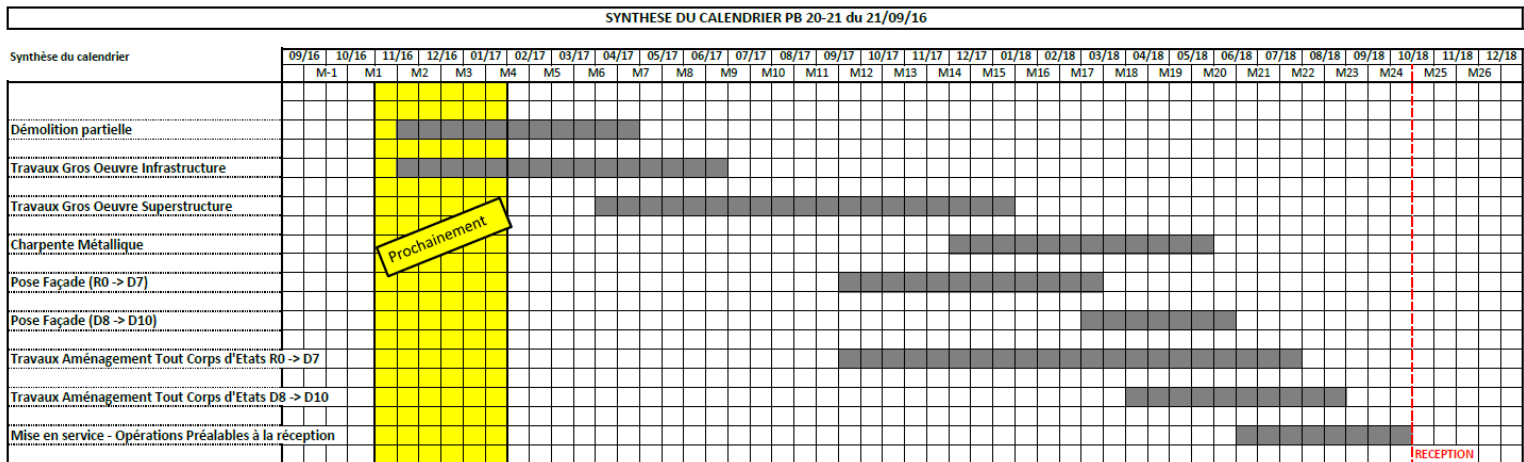 SYNTHESE DU CALENDRIER PB 20-21 du 21/09/16
Synthèse du calendrier 09/16 10/16 11/16 12/16 01/17 02/17 03/17 04/17 05/17 06/17 07/17 08/17 09/17 10/17 11/17 12/17 01/18 02/18 03/18 04/18 05/18 06/18 07/18 08/18 09/18 10/18 11/18 12/18
M-1 M1 M2 M3 M4 M5 M6 M7 M8 M9 M10 M11 M12 M13 M14 M15 M16 M17 M18 M19 M20 M21 M22 M23 M24 M25 M26
Démolition partielle
Travaux Gros Oeuvre Infrastructure
Travaux Gros Oeuvre Superstructure
Prochainement
Charpente Métallique
Pose Façade (R0 -> D7)
Pose Façade (D8 -> D10)
Travaux Aménagement Tout Corps d'Etats R0 -> D7
Travaux Aménagement Tout Corps d'Etats D8 -> D10
Mise en service - Opérations Préalables à la réception
RECEPTION